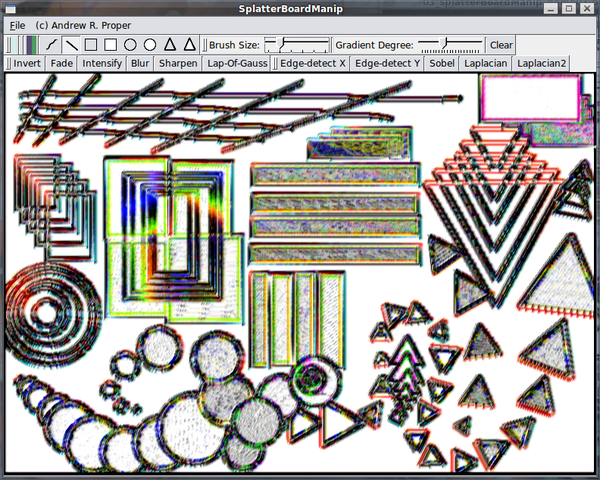 SplatterBoardManip
File (c) Andrew R. Proper
Brush Size: Gradient Degree: Clear
Invert Fade Intensify Blur Sharpen Lap-Of-Gauss Edge-detect X Edge-detect Y Sobel Laplacian Laplacian2